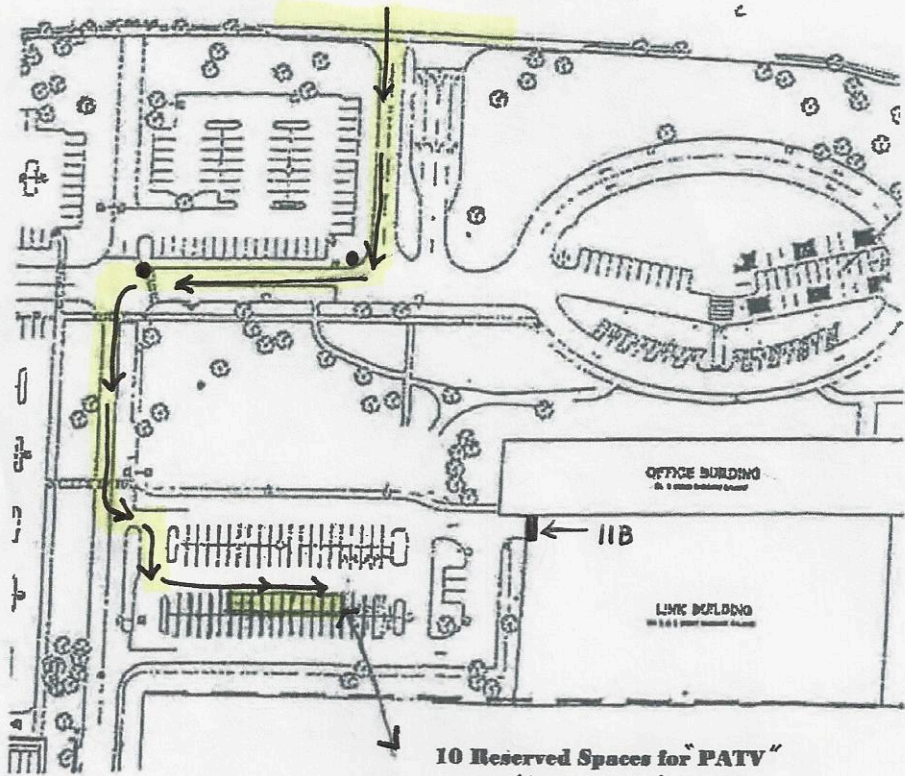 OFFICE BUILDING
11B
LINK BUILDING
10 Reserved Spaces for "PATV"